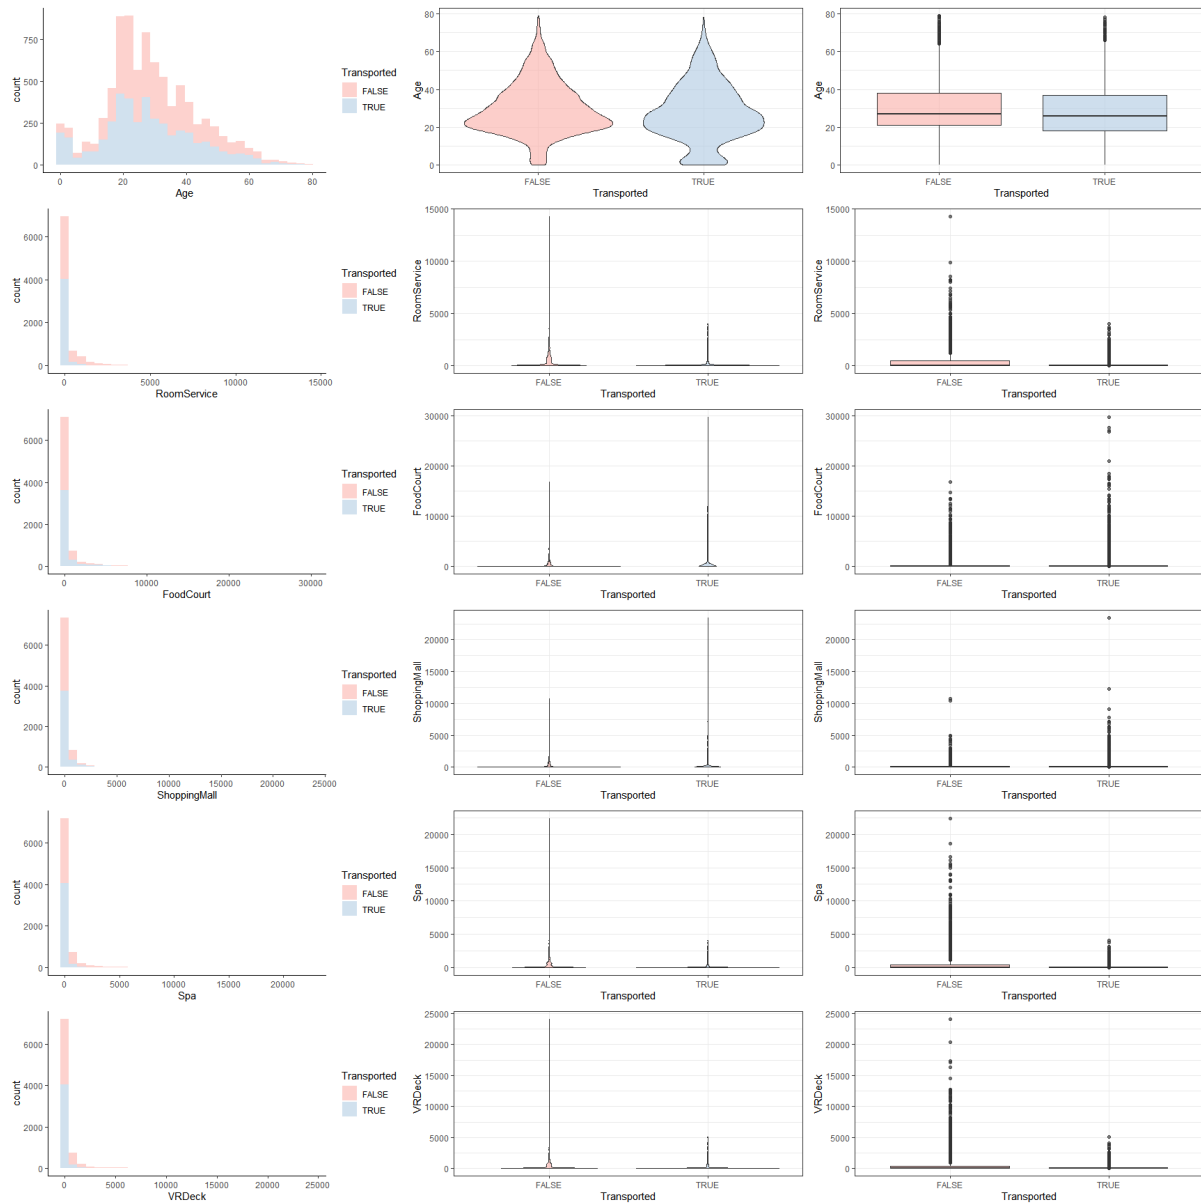 750
500
250
0
count
0 20 40 60 80
Age
Transported
FALSE
TRUE
80
60
40
20
0
Age
FALSE TRUE
Transported
80
60
40
20
0
Age
FALSE TRUE
Transported
6000
4000
2000
0
count
0 5000 10000 15000
RoomService
Transported
FALSE
TRUE
15000
10000
5000
0
RoomService
FALSE TRUE
Transported
15000
10000
5000
0
RoomService
FALSE TRUE
Transported
6000
4000
2000
0
count
0 10000 20000 30000
FoodCourt
Transported
FALSE
TRUE
30000
20000
10000
0
FoodCourt
FALSE TRUE
Transported
30000
20000
10000
0
FoodCourt
FALSE TRUE
Transported
6000
4000
2000
0
count
0 5000 10000 15000 20000 25000
ShoppingMall
Transported
FALSE
TRUE
20000
15000
10000
5000
0
ShoppingMall
FALSE TRUE
Transported
20000
15000
10000
5000
0
ShoppingMall
FALSE TRUE
Transported
6000
4000
2000
0
count
0 5000 10000 15000 20000
Spa
Transported
FALSE
TRUE
20000
15000
10000
5000
0
Spa
FALSE TRUE
Transported
20000
15000
10000
5000
0
Spa
FALSE TRUE
Transported
6000
4000
2000
0
count
0 5000 10000 15000 20000 25000
VRDeck
Transported
FALSE
TRUE
25000
20000
15000
10000
5000
0
VRDeck
FALSE TRUE
Transported
25000
20000
15000
10000
5000
0
VRDeck
FALSE TRUE
Transported